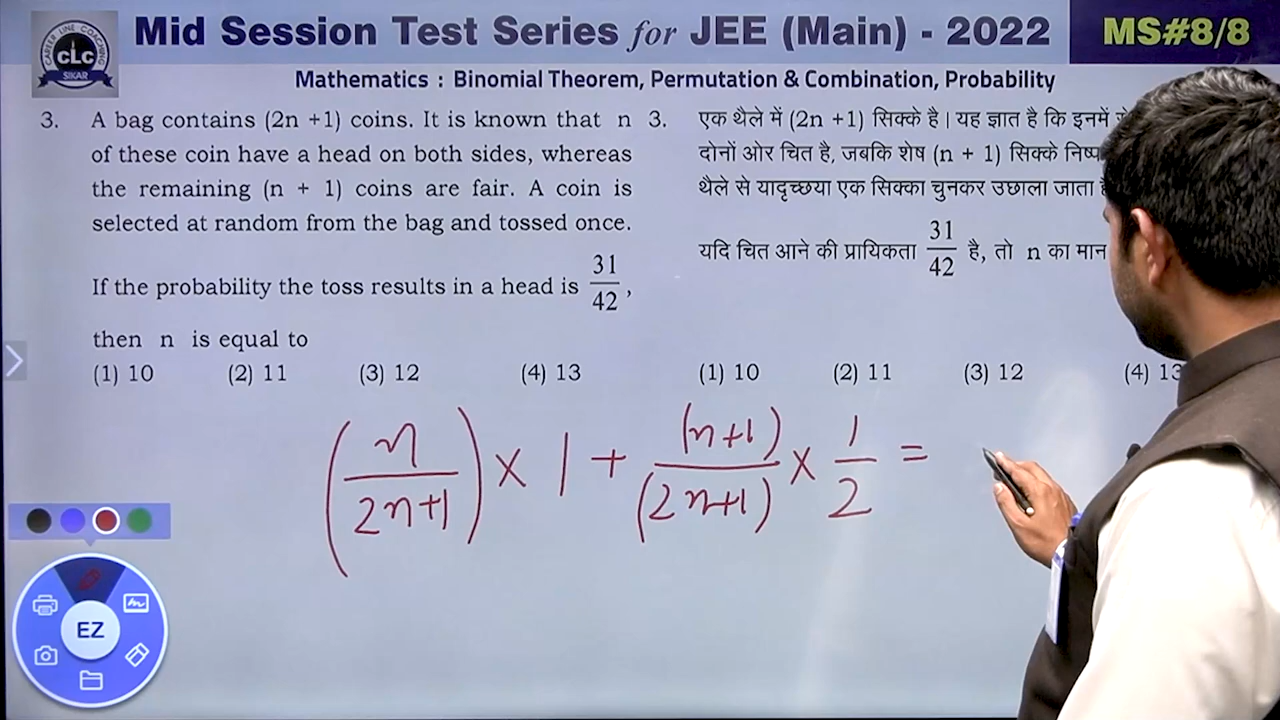 Mid Session Test Series for JEE (Main) - 2022
MS#8/8
CAREER LINE COACHING
CLC
SIKAR
Mathematics : Binomial Theorem, Permutation & Combination, Probability
3. A bag contains (2n +1) coins. It is known that n
of these coin have a head on both sides, whereas
the remaining (n + 1) coins are fair. A coin is
selected at random from the bag and tossed once.
If the probability the toss results in a head is 31/42 ,
then n is equal to
(1) 10 (2) 11 (3) 12 (4) 13
3. एक थैले में (2n +1) सिक्के है। यह ज्ञात है कि इनमें
दोनों ओर चित है, जबकि शेष (n + 1) सिक्के
थैले से यादृच्छया एक सिक्का चुनकर उछाला जाता
यदि चित आने की प्रायिकता 31/42 है, तो n का मान
(1) 10 (2) 11 (3) 12 (4) 13
(n/2n+1) × 1 + (n+1)/(2n+1) × 1/2 =
EZ